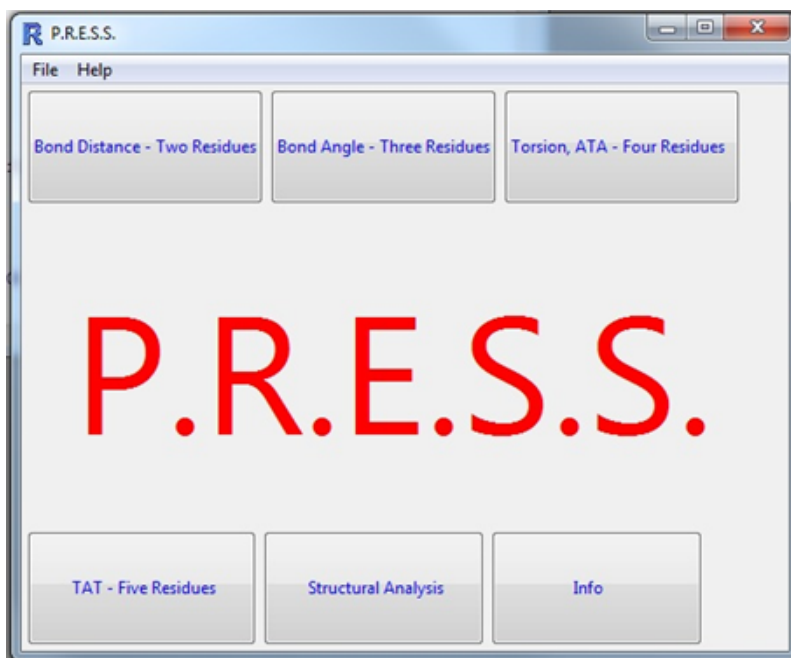 P.R.E.S.S.
File Help
Bond Distance - Two Residues Bond Angle - Three Residues Torsion, ATA - Four Residues
P.R.E.S.S.
TAT - Five Residues Structural Analysis Info